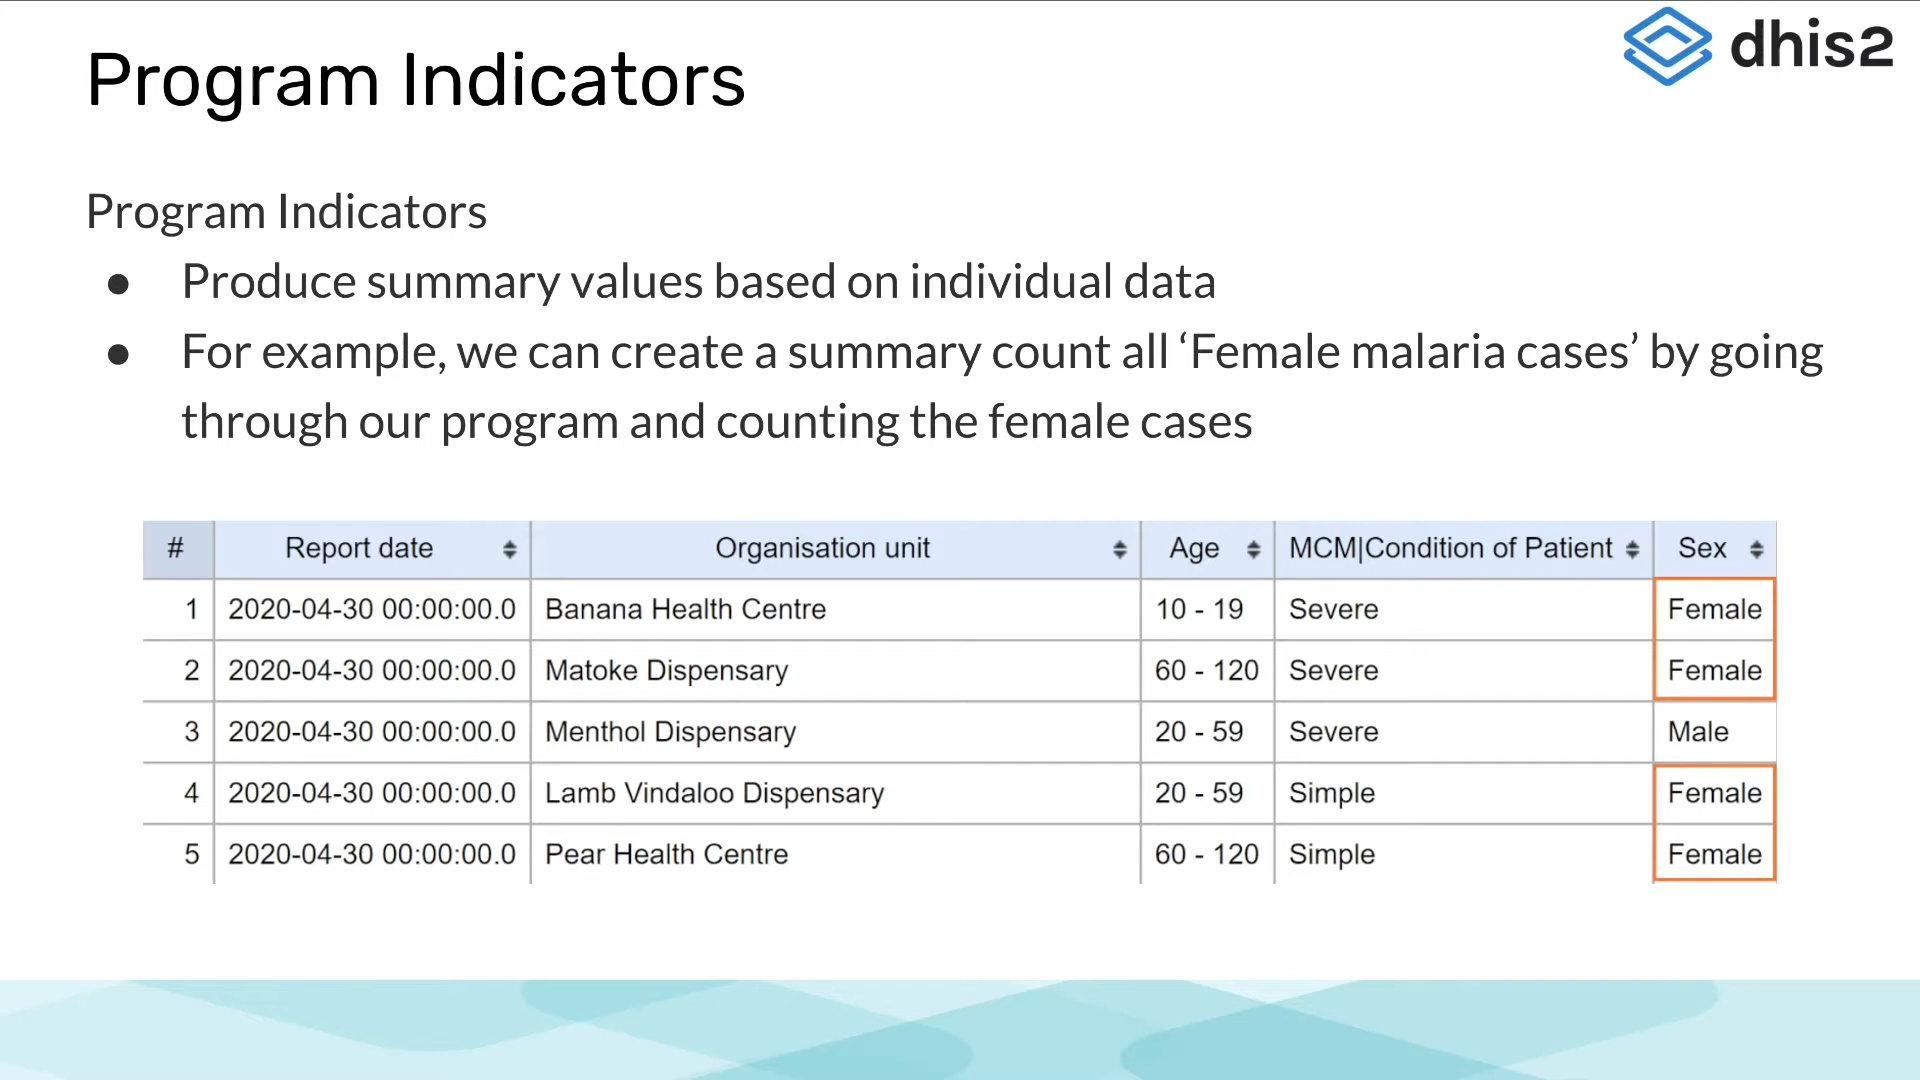 dhis2
Program Indicators
Program Indicators
● Produce summary values based on individual data
● For example, we can create a summary count all ‘Female malaria cases’ by going
through our program and counting the female cases
# Report date Organisation unit Age MCM|Condition of Patient Sex
1 2020-04-30 00:00:00.0 Banana Health Centre 10 - 19 Severe Female
2 2020-04-30 00:00:00.0 Matoke Dispensary 60 - 120 Severe Female
3 2020-04-30 00:00:00.0 Menthol Dispensary 20 - 59 Severe Male
4 2020-04-30 00:00:00.0 Lamb Vindaloo Dispensary 20 - 59 Simple Female
5 2020-04-30 00:00:00.0 Pear Health Centre 60 - 120 Simple Female